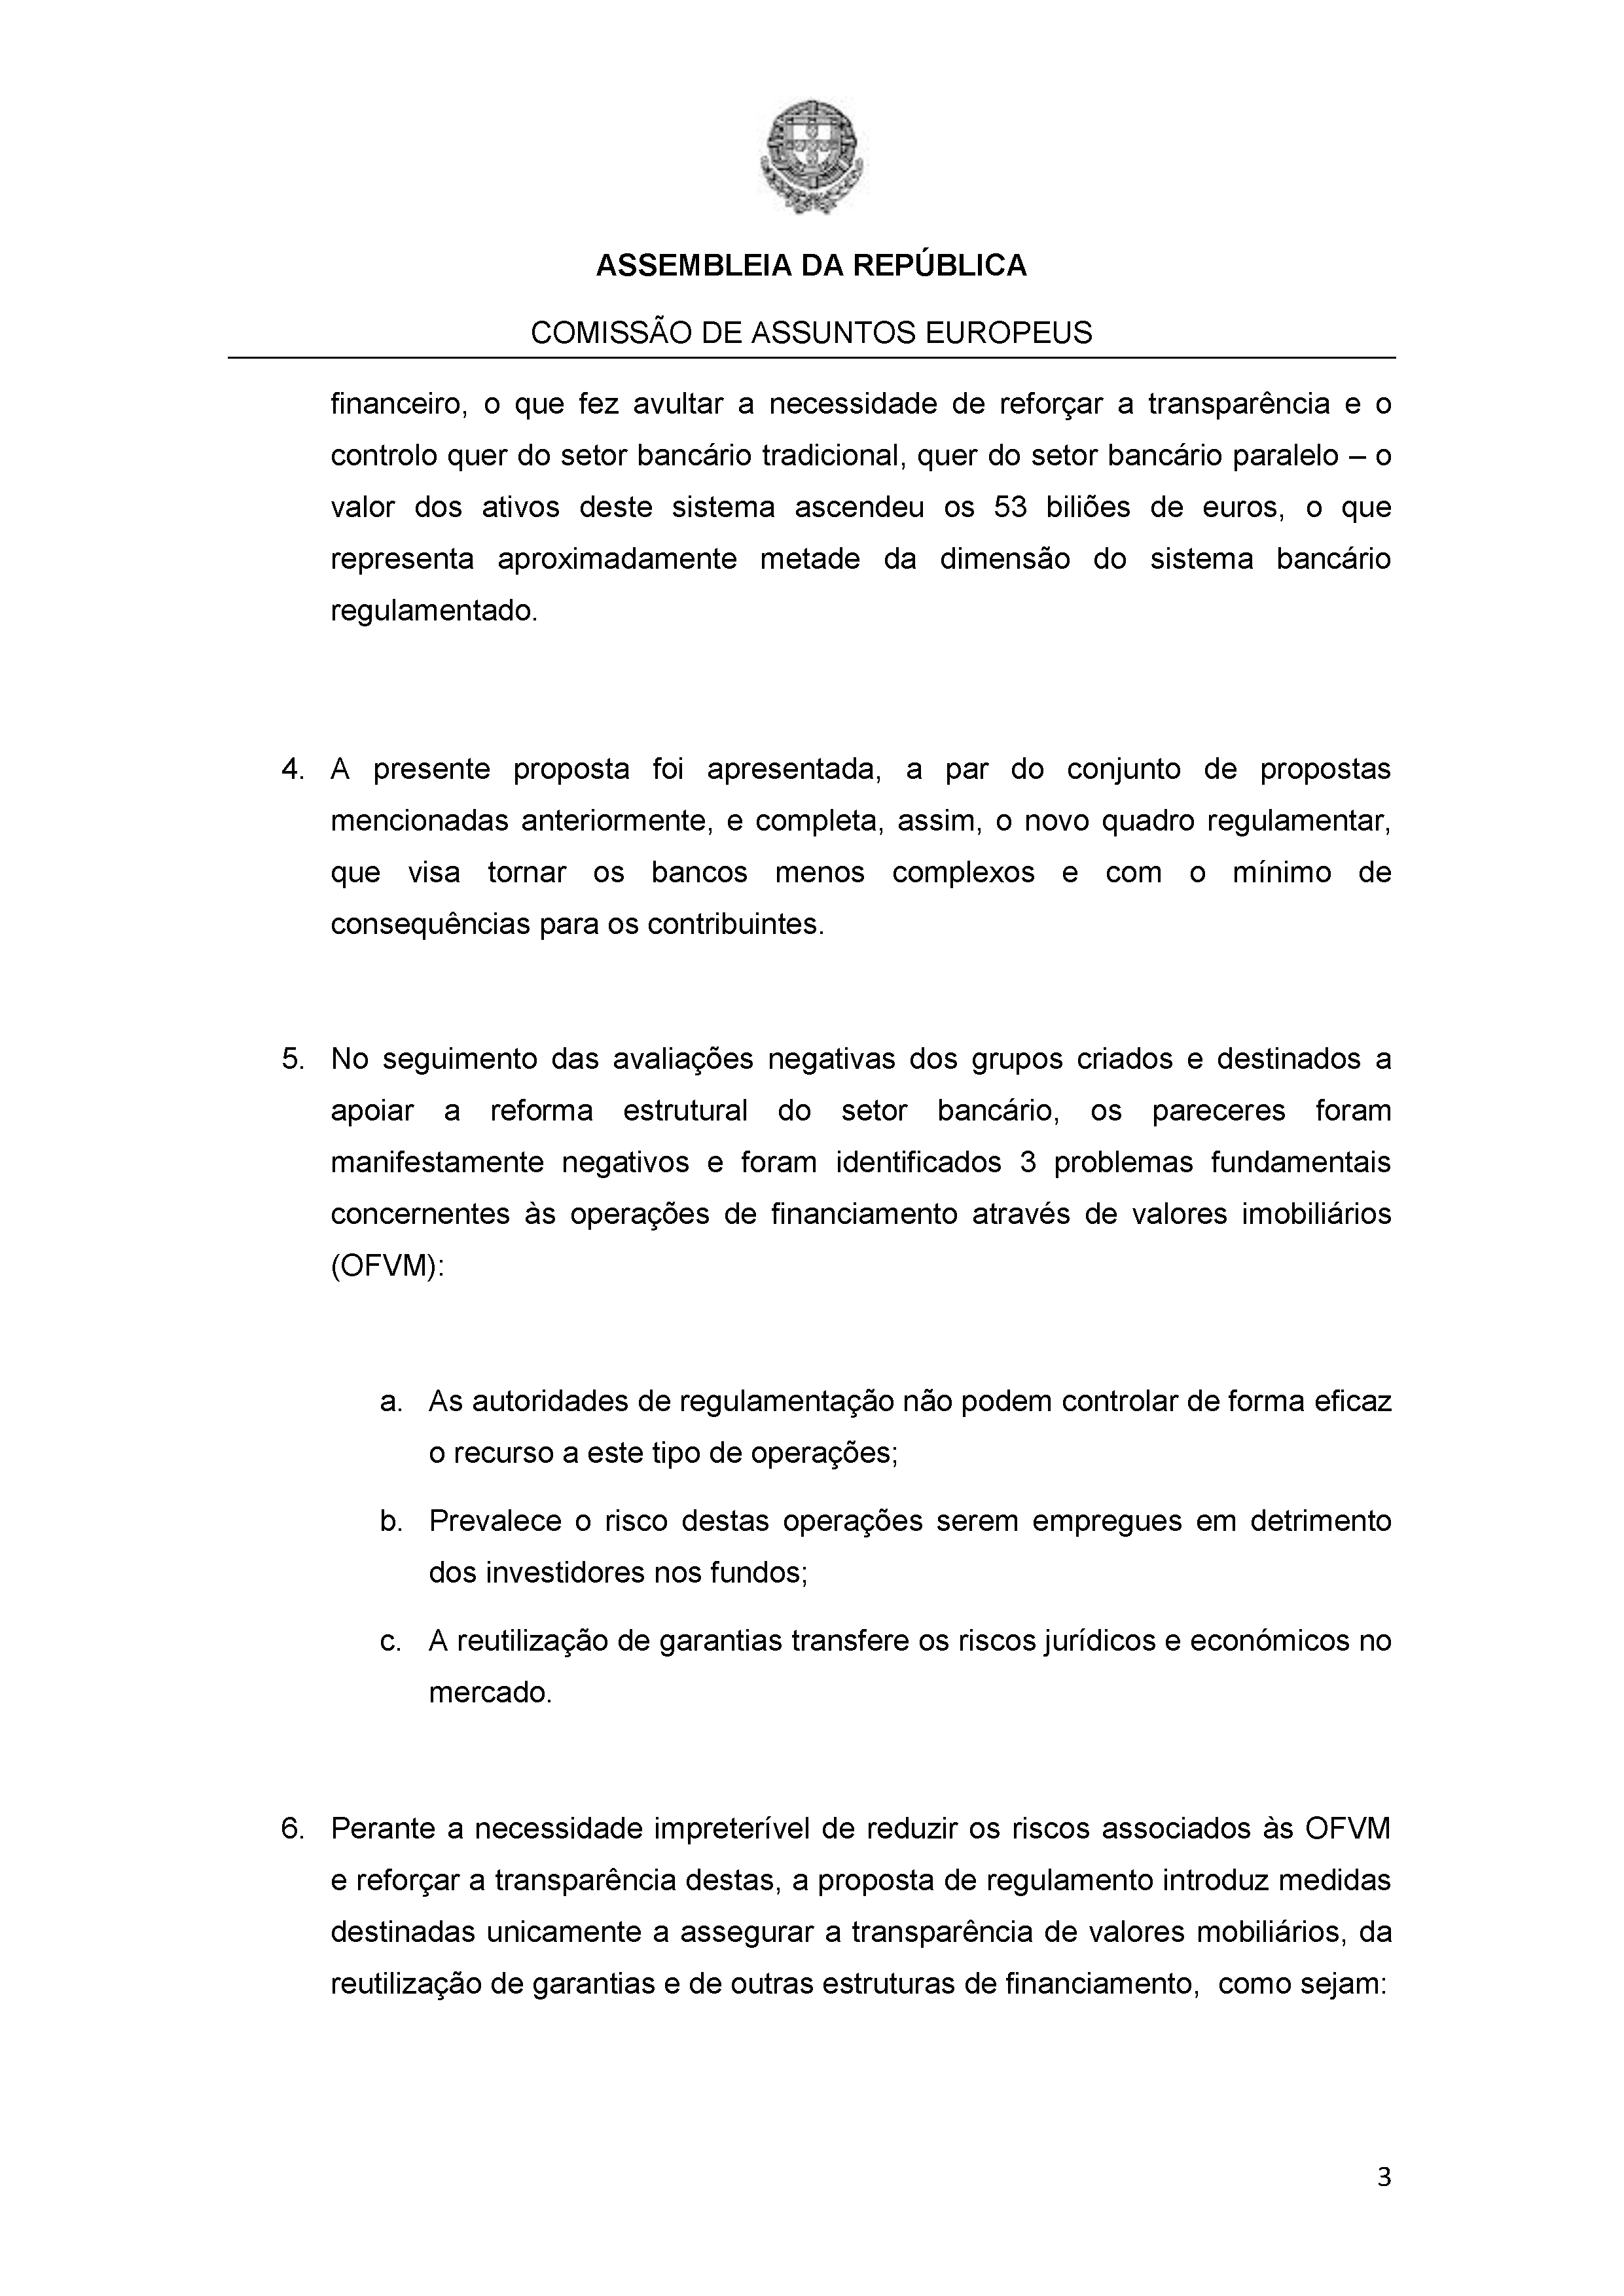 ASSEMBLEIA DA REPÚBLICA
COMISSÃO DE ASSUNTOS EUROPEUS
financeiro, o que fez avultar a necessidade de reforçar a transparência e o
controlo quer do setor bancário tradicional, quer do setor bancário paralelo – o
valor dos ativos deste sistema ascendeu os 53 biliões de euros, o que
representa aproximadamente metade da dimensão do sistema bancário
regulamentado.
4. A presente proposta foi apresentada, a par do conjunto de propostas
mencionadas anteriormente, e completa, assim, o novo quadro regulamentar,
que visa tornar os bancos menos complexos e com o mínimo de
consequências para os contribuintes.
5. No seguimento das avaliações negativas dos grupos criados e destinados a
apoiar a reforma estrutural do setor bancário, os pareceres foram
manifestamente negativos e foram identificados 3 problemas fundamentais
concernentes às operações de financiamento através de valores imobiliários
(OFVM):
a. As autoridades de regulamentação não podem controlar de forma eficaz
o recurso a este tipo de operações;
b. Prevalece o risco destas operações serem empregues em detrimento
dos investidores nos fundos;
c. A reutilização de garantias transfere os riscos jurídicos e económicos no
mercado.
6. Perante a necessidade impreterível de reduzir os riscos associados às OFVM
e reforçar a transparência destas, a proposta de regulamento introduz medidas
destinadas unicamente a assegurar a transparência de valores mobiliários, da
reutilização de garantias e de outras estruturas de financiamento, como sejam:
3